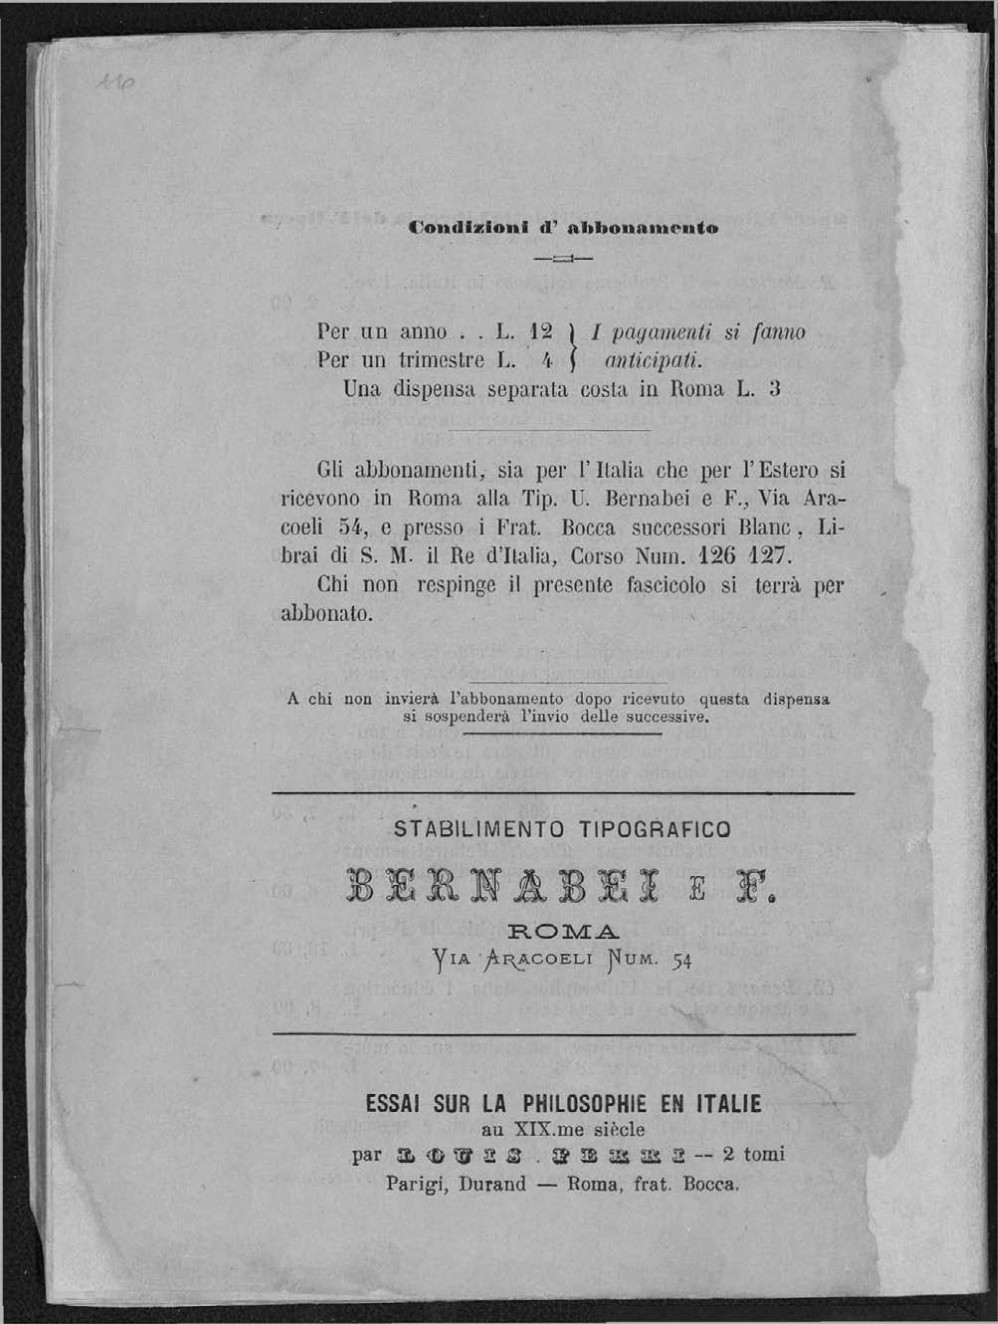 116
Condizioni d' abbonamento
Per un anno . . L. 12 } I pagamenti si fanno
Per un trimestre L. 4 } anticipati.
Una dispensa separata costa in Roma L. 3
Gli abbonamenti, sia per l'Italia che per l'Estero si
ricevono in Roma alla Tip. U. Bernabei e F., Via Ara-
coeli 54, e presso i Frat. Bocca successori Blanc, Li-
brai di S. M. il Re d'Italia, Corso Num. 126 127.
Chi non respinge il presente fascicolo si terrà per
abbonato.
A chi non invierà l'abbonamento dopo ricevuto questa dispensa
si sospenderà l'invio delle successive.
STABILIMENTO TIPOGRAFICO
BERNABEI E F.
ROMA
VIA ARACOELI NUM. 54
ESSAI SUR LA PHILOSOPHIE EN ITALIE
au XIX.me siècle
par LOUIS. FERRI -- 2 tomi
Parigi, Durand — Roma, frat. Bocca.